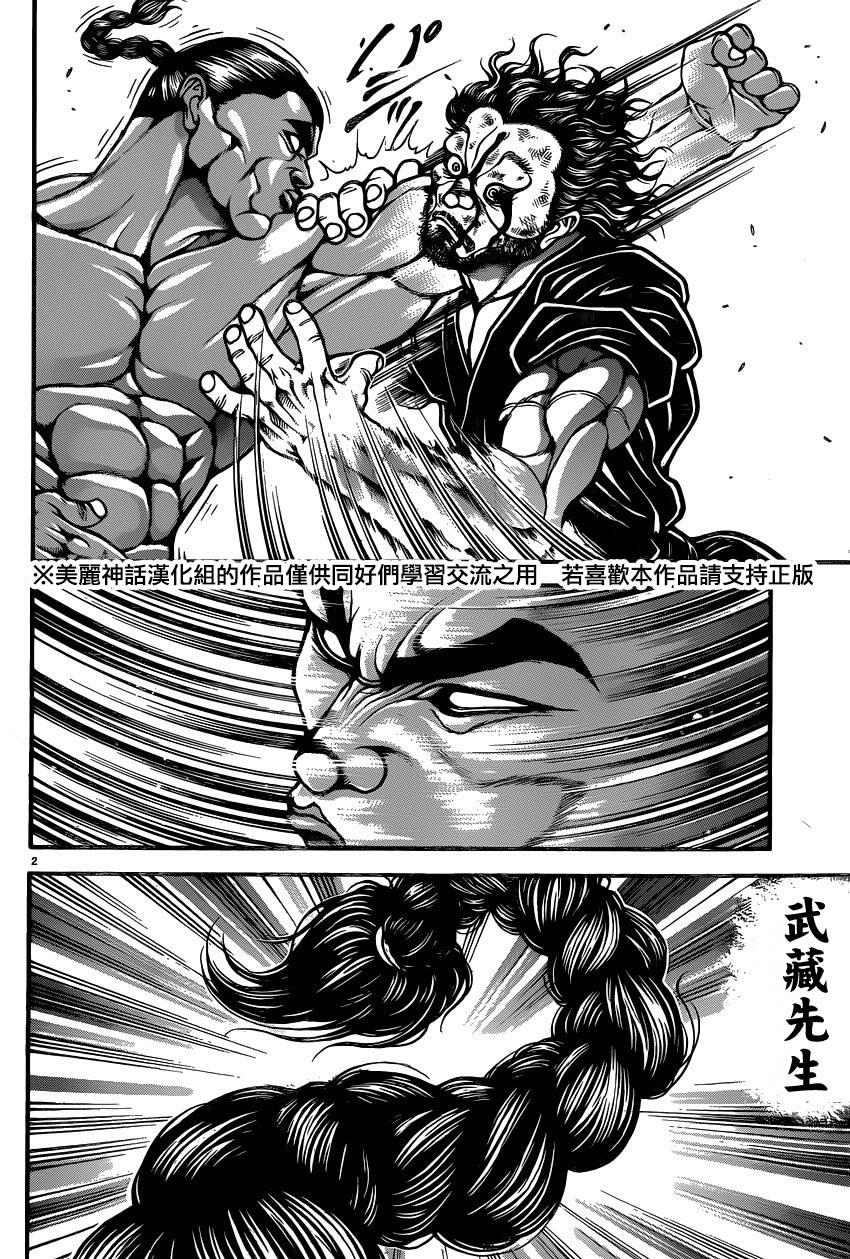 ※美麗神話漢化組的作品僅供同好們學習交流之用　若喜歡本作品請支持正版
2
武藏先生